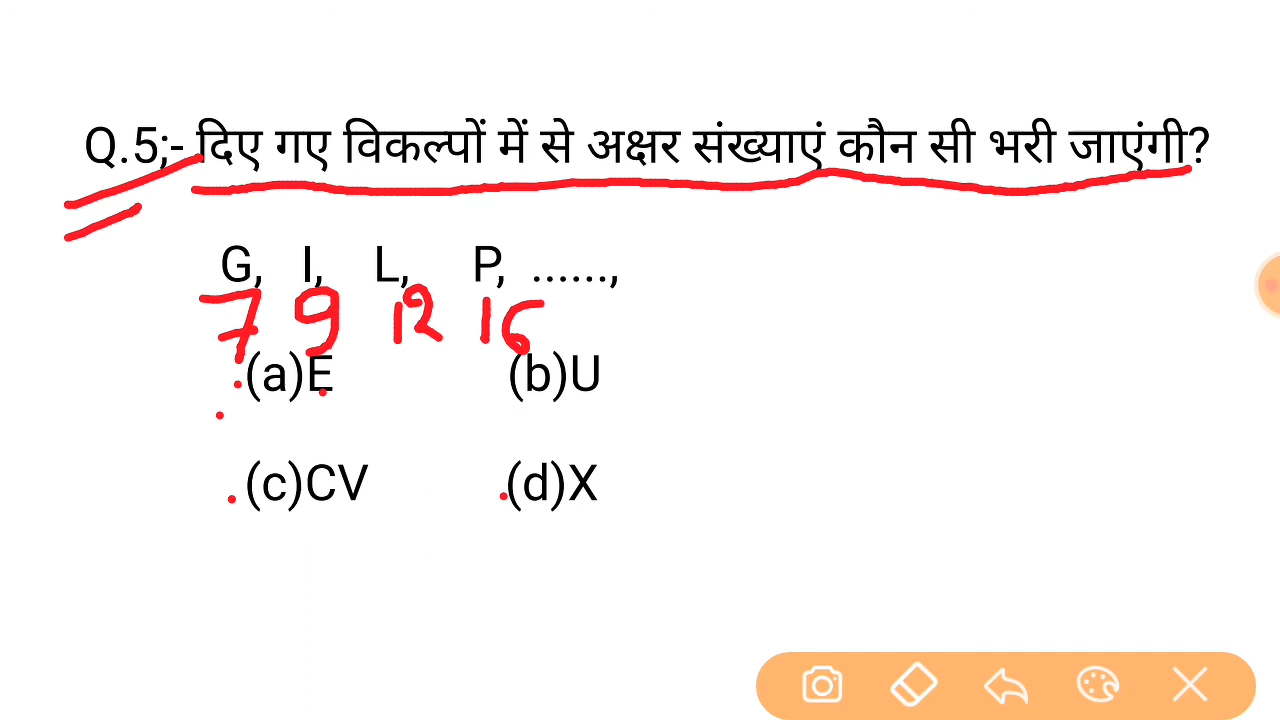 Q.5;- दिए गए विकल्पों में से अक्षर संख्याएं कौन सी भरी जाएंगी?
G, I, L, P, ......,
7 9 12 16
(a)E (b)U
(c)CV (d)X